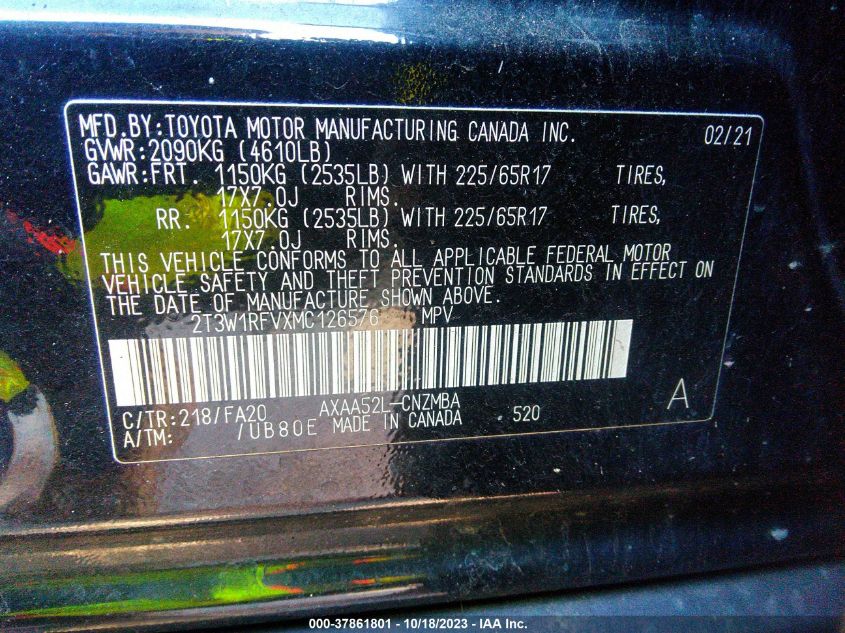 MFD.BY:TOYOTA MOTOR MANUFACTURING CANADA INC. 02/21
GVWR:2090KG (4610LB)
GAWR:FRT. 1150KG (2535LB) WITH 225/65R17 TIRES,
17X7.0J RIMS.
RR. 1150KG (2535LB) WITH 225/65R17 TIRES,
17X7.0J RIMS.
THIS VEHICLE CONFORMS TO ALL APPLICABLE FEDERAL MOTOR
VEHICLE SAFETY AND THEFT PREVENTION STANDARDS IN EFFECT ON
THE DATE OF MANUFACTURE SHOWN ABOVE.
2T3W1RFVXMC126576 MPV
C/TR:218/FA20 AXAA52L-CNZMBA A
A/TM: /UB80E MADE IN CANADA 520
000-37861801 - 10/18/2023 - IAA Inc.